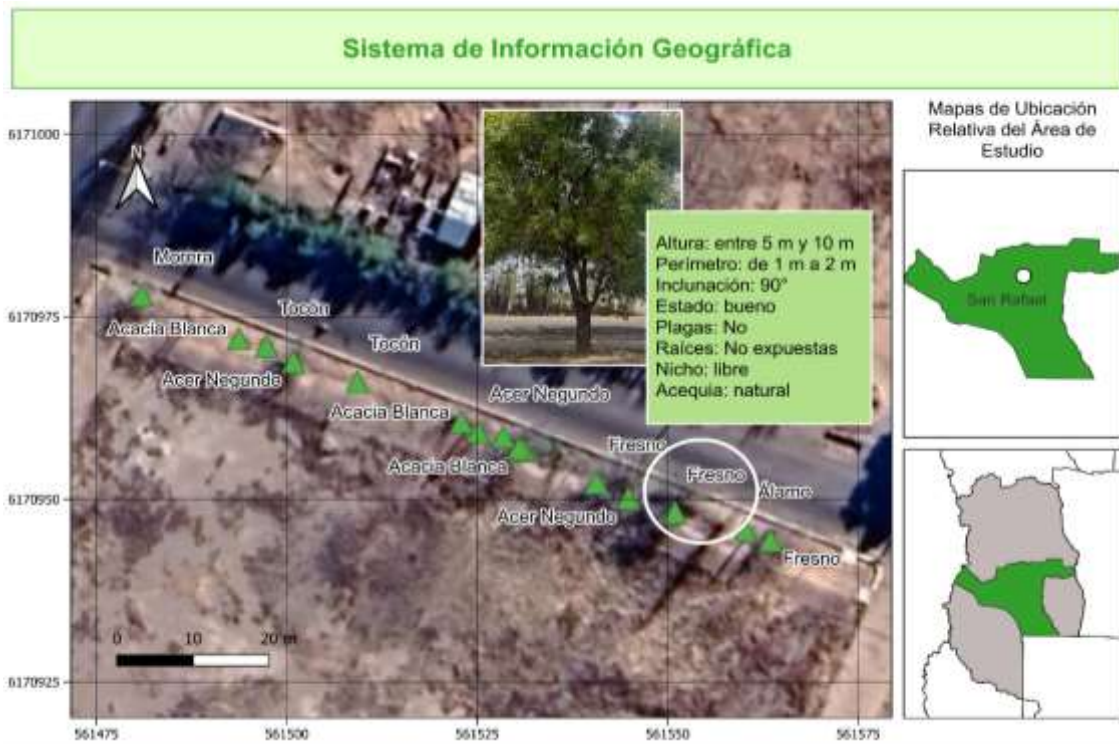 Sistema de Información Geográfica
Mapas de Ubicación
Relativa del Área de
Estudio
6171000
6170975
6170950
6170925
N
Morera
Tocón
Acacia Blanca
Tocón
Acer Negundo
Acer Negundo
Acacia Blanca
Fresno
Acacia Blanca
Fresno
Álamo
Acer Negundo
Fresno
Altura: entre 5 m y 10 m
Perímetro: de 1 m a 2 m
Inclunación: 90°
Estado: bueno
Plagas: No
Raíces: No expuestas
Nicho: libre
Acequia: natural
0 10 20 m
561475 561500 561525 561550 561575
San Rafael